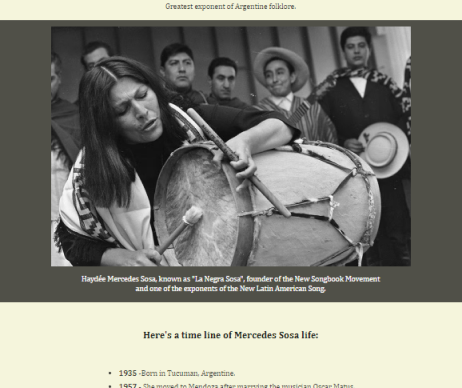 Greatest exponent of Argentine folklore.
Haydée Mercedes Sosa, known as "La Negra Sosa", founder of the New Songbook Movement
and one of the exponents of the New Latin American Song.
Here's a time line of Mercedes Sosa life:
• 1935 -Born in Tucuman, Argentine.
• 1957 - She moved to Mendoza after marrying the musician Oscar Matus.